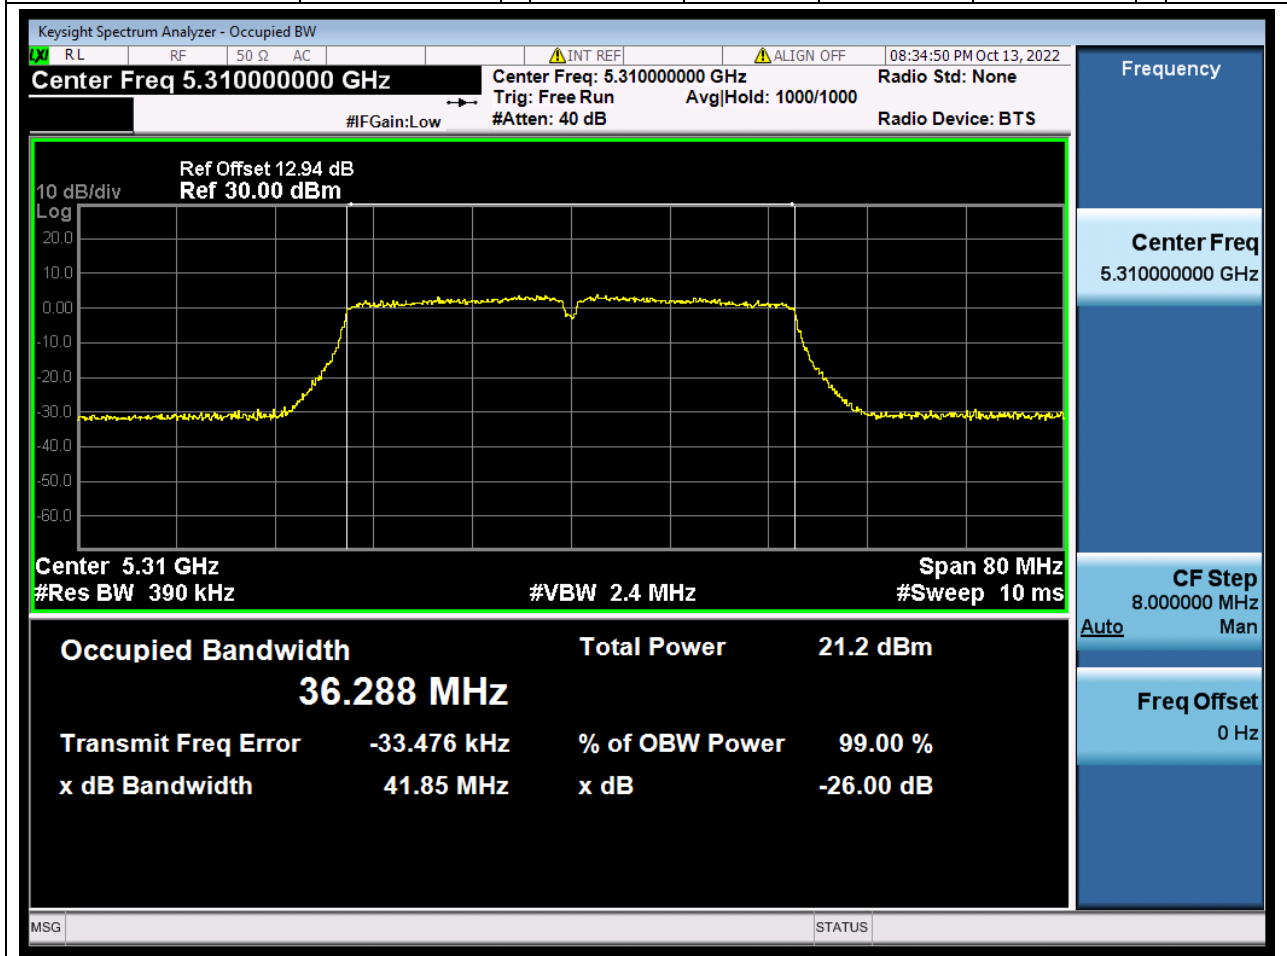 Keysight Spectrum Analyzer - Occupied BW
LXI RL RF 50 Ω AC INT REF ALIGN OFF 08:34:50 PM Oct 13, 2022
Center Freq 5.310000000 GHz
Center Freq: 5.310000000 GHz
Radio Std: None
Trig: Free Run Avg|Hold: 1000/1000
#IFGain:Low
#Atten: 40 dB
Radio Device: BTS
Ref Offset 12.94 dB
10 dB/div Ref 30.00 dBm
Log
20.0
10.0
0.00
-10.0
-20.0
-30.0
-40.0
-50.0
-60.0
Center 5.31 GHz Span 80 MHz
#Res BW 390 kHz #VBW 2.4 MHz #Sweep 10 ms
Occupied Bandwidth Total Power 21.2 dBm
36.288 MHz
Transmit Freq Error -33.476 kHz % of OBW Power 99.00 %
x dB Bandwidth 41.85 MHz x dB -26.00 dB
MSG STATUS
Frequency
Center Freq
5.310000000 GHz
CF Step
8.000000 MHz
Auto Man
Freq Offset
0 Hz